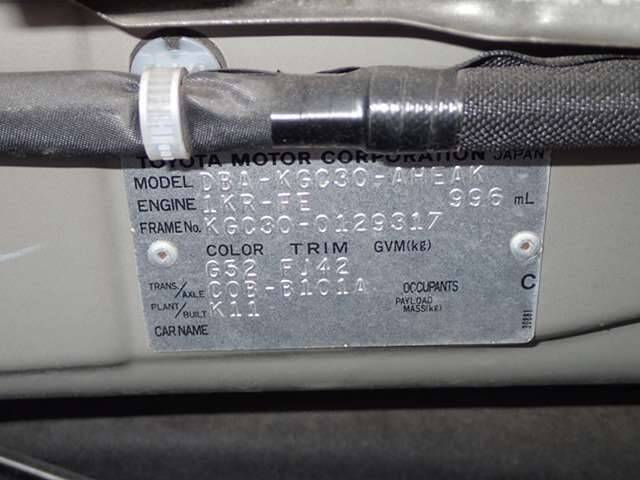 TOYOTA MOTOR CORPORATION JAPAN
MODEL DBA-KGC30-AHEAK
ENGINE 1KR-FE 996 mL
FRAME No. KGC30-0129317
COLOR TRIM GVM(kg)
G52 FJ42
TRANS/AXLE C0B-B101A OCCUPANTS C
PLANT/BUILT K11 PAYLOAD MASS(kg)
CAR NAME